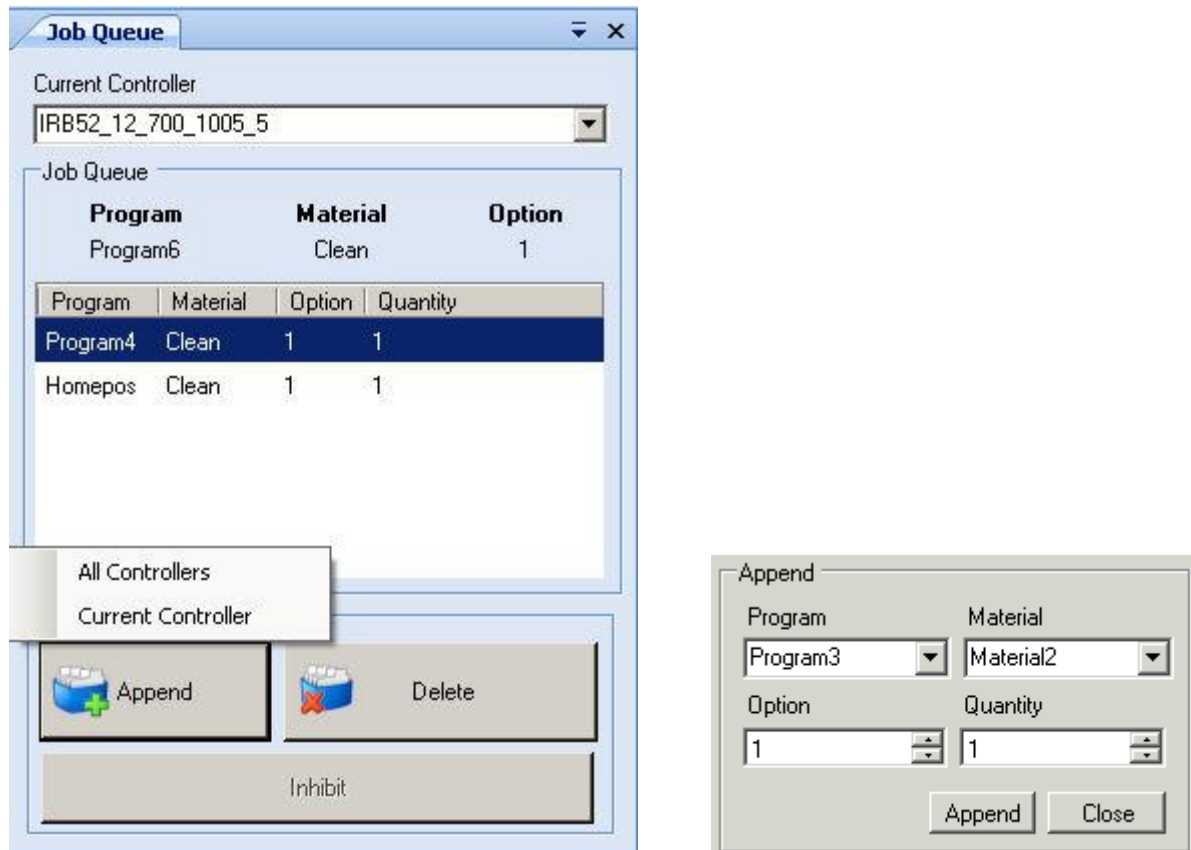 Job Queue
Current Controller
IRB52_12_700_1005_5
Job Queue
Program Material Option
Program6 Clean 1
Program Material Option Quantity
Program4 Clean 1 1
Homepos Clean 1 1
All Controllers
Current Controller
Append Delete
Inhibit
Append
Program Material
Program3 Material2
Option Quantity
1 1
Append Close